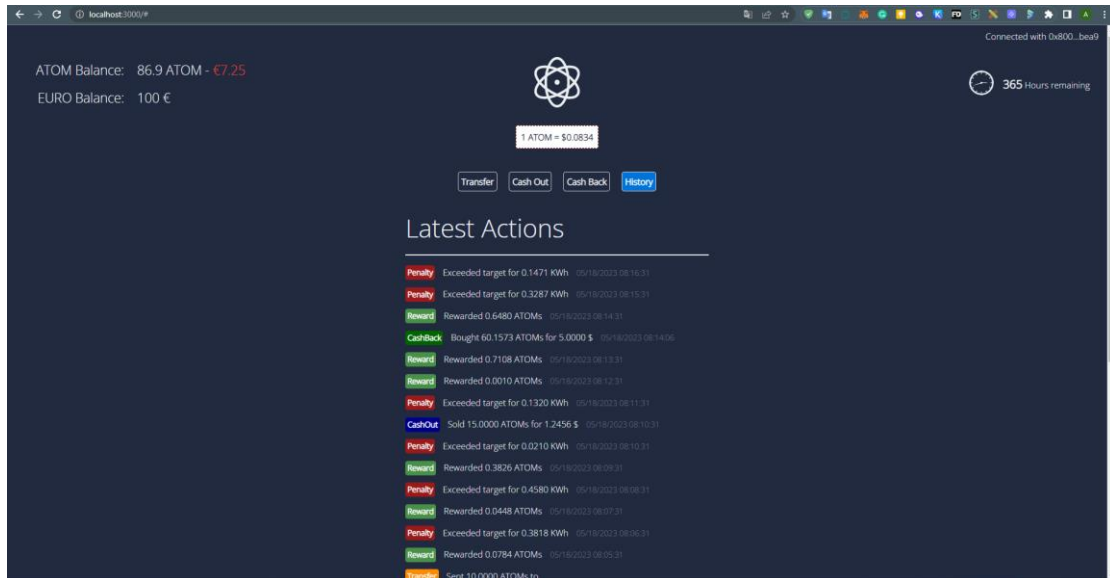 localhost:3000/#
Connected with 0x800...bea9
ATOM Balance: 86.9 ATOM - €7.25
EURO Balance: 100 €
365 Hours remaining
1 ATOM = $0.0834
Transfer Cash Out Cash Back History
Latest Actions
Penalty Exceeded target for 0.1471 KWh 05/18/2023 08:16:31
Penalty Exceeded target for 0.3287 KWh 05/18/2023 08:15:31
Reward Rewarded 0.6480 ATOMs 05/18/2023 08:14:31
CashBack Bought 60.1573 ATOMs for 5.0000 $ 05/18/2023 08:14:06
Reward Rewarded 0.7108 ATOMs 05/18/2023 08:13:31
Reward Rewarded 0.0010 ATOMs 05/18/2023 08:12:31
Penalty Exceeded target for 0.1320 KWh 05/18/2023 08:11:31
CashOut Sold 15.0000 ATOMs for 1.2456 $ 05/18/2023 08:10:31
Penalty Exceeded target for 0.0210 KWh 05/18/2023 08:10:31
Reward Rewarded 0.3826 ATOMs 05/18/2023 08:09:31
Penalty Exceeded target for 0.4580 KWh 05/18/2023 08:08:31
Reward Rewarded 0.0448 ATOMs 05/18/2023 08:07:31
Penalty Exceeded target for 0.3818 KWh 05/18/2023 08:06:31
Reward Rewarded 0.0784 ATOMs 05/18/2023 08:05:31
Transfer Sent 10.0000 ATOMs to